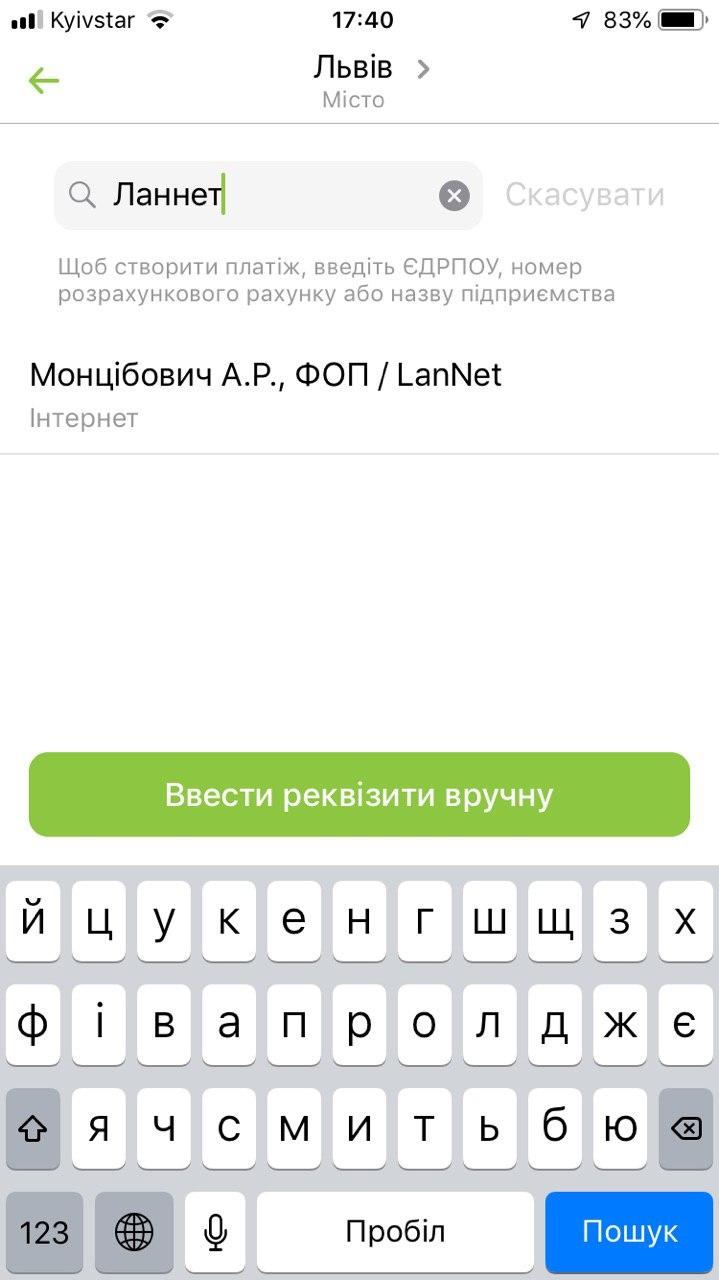 Kyivstar 17:40 83%
Львів
Місто
Ланнет Скасувати
Щоб створити платіж, введіть ЄДРПОУ, номер
розрахункового рахунку або назву підприємства
Монцібович А.Р., ФОП / LanNet
Інтернет
Ввести реквізити вручну
й ц у к е н г ш щ з х
ф і в а п р о л д ж є
я ч с м и т ь б ю
123 Пробіл Пошук